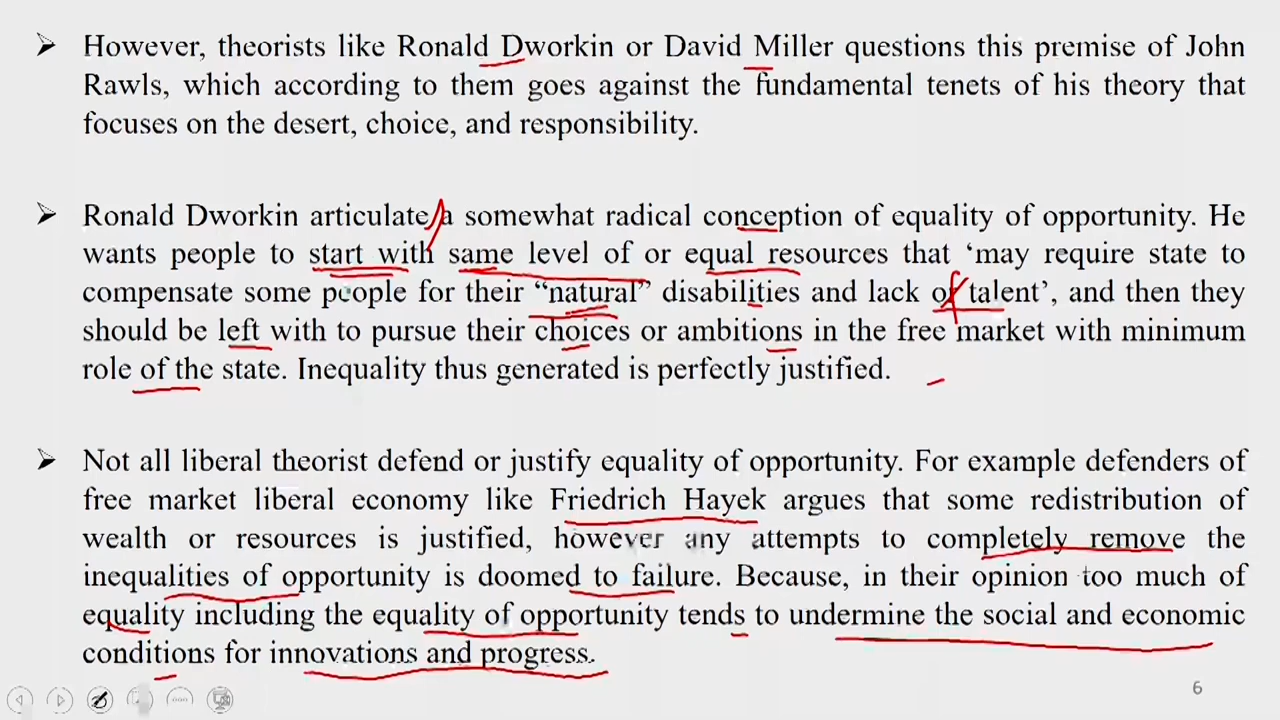 However, theorists like Ronald Dworkin or David Miller questions this premise of John
Rawls, which according to them goes against the fundamental tenets of his theory that
focuses on the desert, choice, and responsibility.
Ronald Dworkin articulate a somewhat radical conception of equality of opportunity. He
wants people to start with same level of or equal resources that ‘may require state to
compensate some people for their “natural” disabilities and lack of talent’, and then they
should be left with to pursue their choices or ambitions in the free market with minimum
role of the state. Inequality thus generated is perfectly justified.
Not all liberal theorist defend or justify equality of opportunity. For example defenders of
free market liberal economy like Friedrich Hayek argues that some redistribution of
wealth or resources is justified, however any attempts to completely remove the
inequalities of opportunity is doomed to failure. Because, in their opinion too much of
equality including the equality of opportunity tends to undermine the social and economic
conditions for innovations and progress.
6